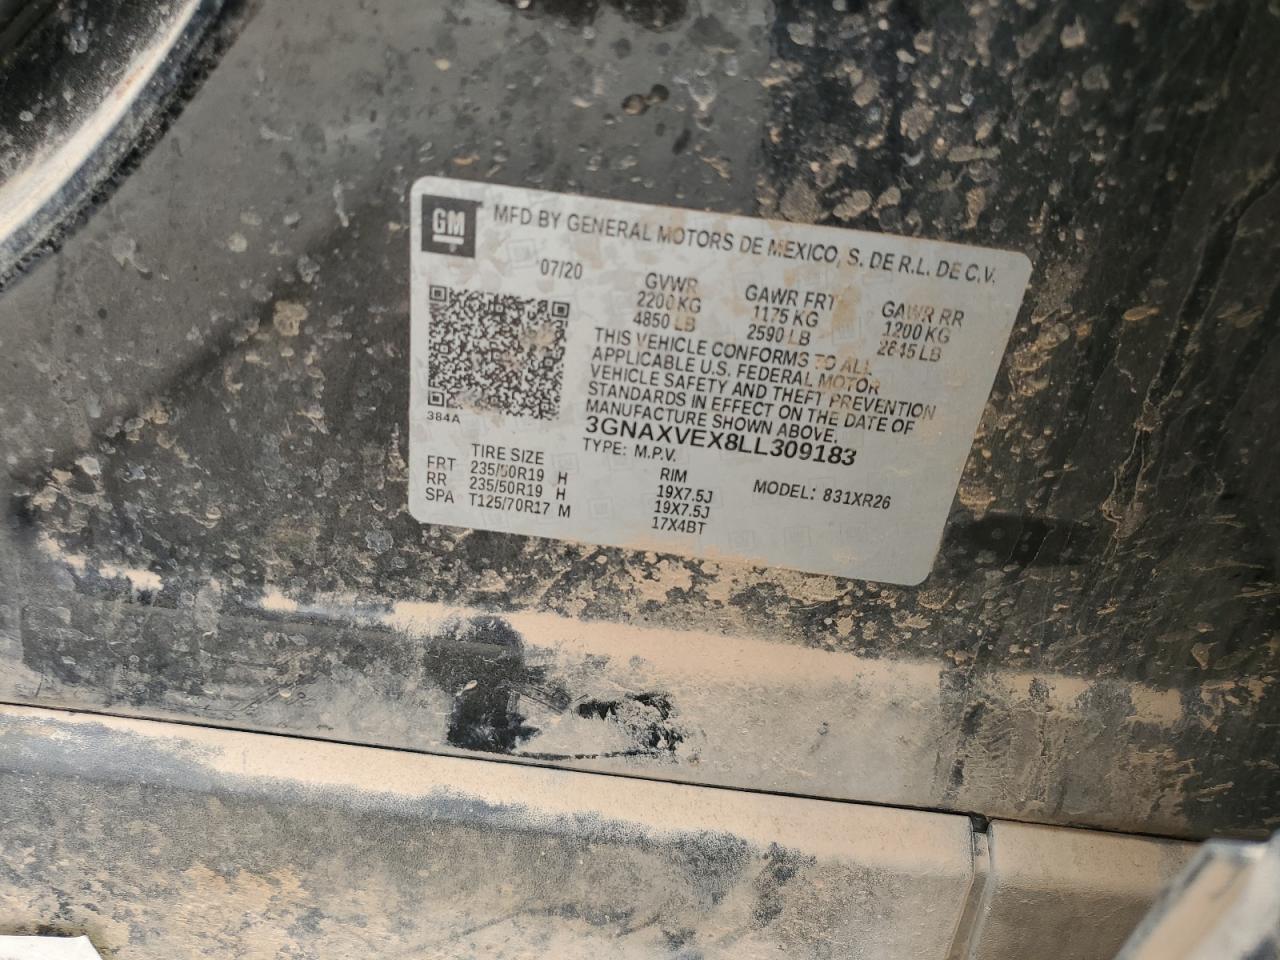 GM
MFD BY GENERAL MOTORS DE MEXICO, S. DE R.L. DE C.V.
07/20
GVWR GAWR FRT GAWR RR
2200 KG 1175 KG 1200 KG
4850 LB 2590 LB 2645 LB
THIS VEHICLE CONFORMS TO ALL
APPLICABLE U.S. FEDERAL MOTOR
VEHICLE SAFETY AND THEFT PREVENTION
STANDARDS IN EFFECT ON THE DATE OF
MANUFACTURE SHOWN ABOVE.
384A
3GNAXVEX8LL309183
TYPE: M.P.V.
TIRE SIZE RIM
FRT 235/50R19 H 19X7.5J MODEL: 831XR26
RR 235/50R19 H 19X7.5J
SPA T125/70R17 M 17X4BT